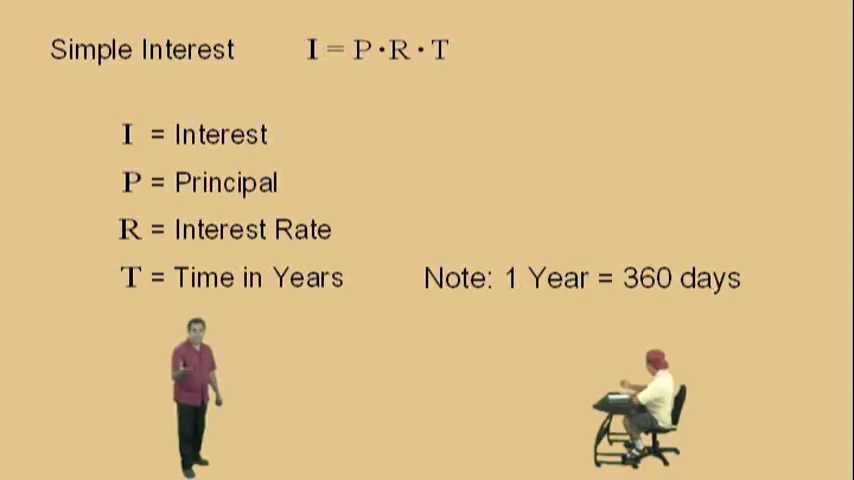 Simple Interest I = P · R · T
I = Interest
P = Principal
R = Interest Rate
T = Time in Years Note: 1 Year = 360 days